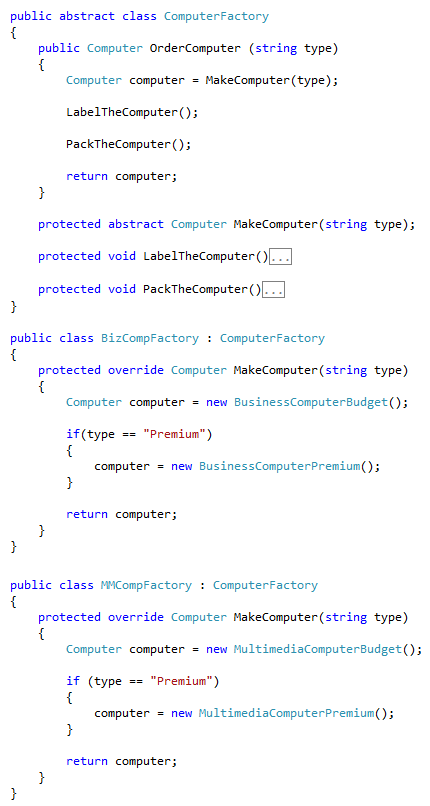 public abstract class ComputerFactory
{
    public Computer OrderComputer (string type)
    {
        Computer computer = MakeComputer(type);

        LabelTheComputer();

        PackTheComputer();

        return computer;
    }

    protected abstract Computer MakeComputer(string type);

    protected void LabelTheComputer()...

    protected void PackTheComputer()...
}

public class BizCompFactory : ComputerFactory
{
    protected override Computer MakeComputer(string type)
    {
        Computer computer = new BusinessComputerBudget();

        if(type == "Premium")
        {
            computer = new BusinessComputerPremium();
        }

        return computer;
    }
}

public class MMCompFactory : ComputerFactory
{
    protected override Computer MakeComputer(string type)
    {
        Computer computer = new MultimediaComputerBudget();

        if (type == "Premium")
        {
            computer = new MultimediaComputerPremium();
        }

        return computer;
    }
}